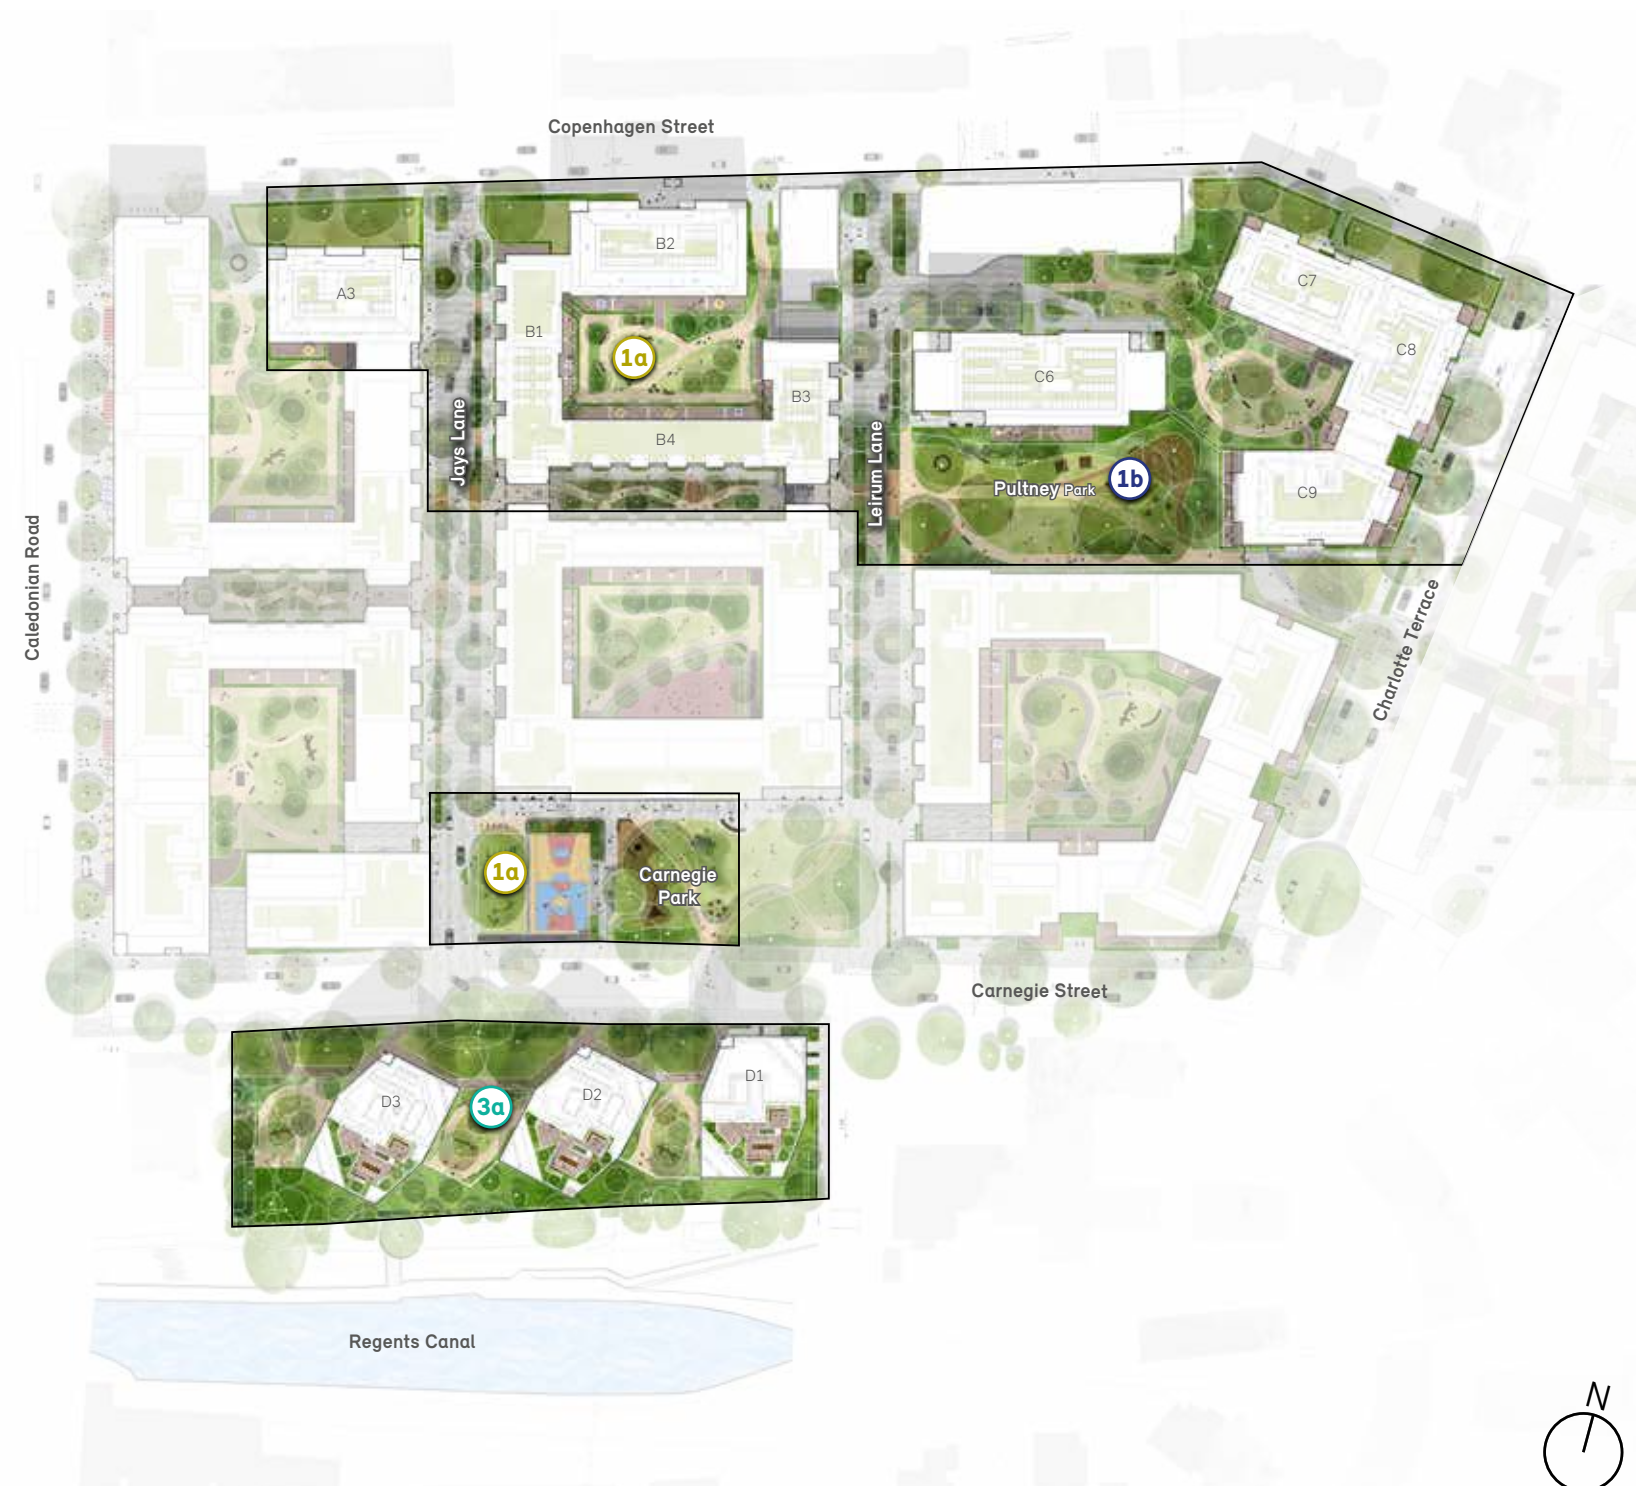 Copenhagen Street
B2
C7
A3
B1
1a
C8
C6
B3
Jays Lane
B4
Leirum Lane
Pultney Park
1b
C9
Caledonian Road
Charlotte Terrace
1a
Carnegie
Park
Carnegie Street
D1
D2
D3
3a
Regents Canal
N